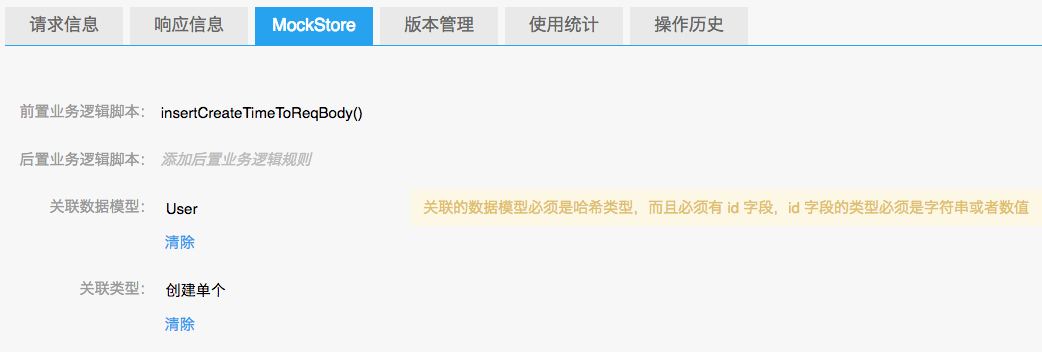 请求信息 响应信息 MockStore 版本管理 使用统计 操作历史
前置业务逻辑脚本： insertCreateTimeToReqBody()
后置业务逻辑脚本： 添加后置业务逻辑规则
关联数据模型： User 关联的数据模型必须是哈希类型，而且必须有 id 字段，id 字段的类型必须是字符串或者数值
清除
关联类型： 创建单个
清除